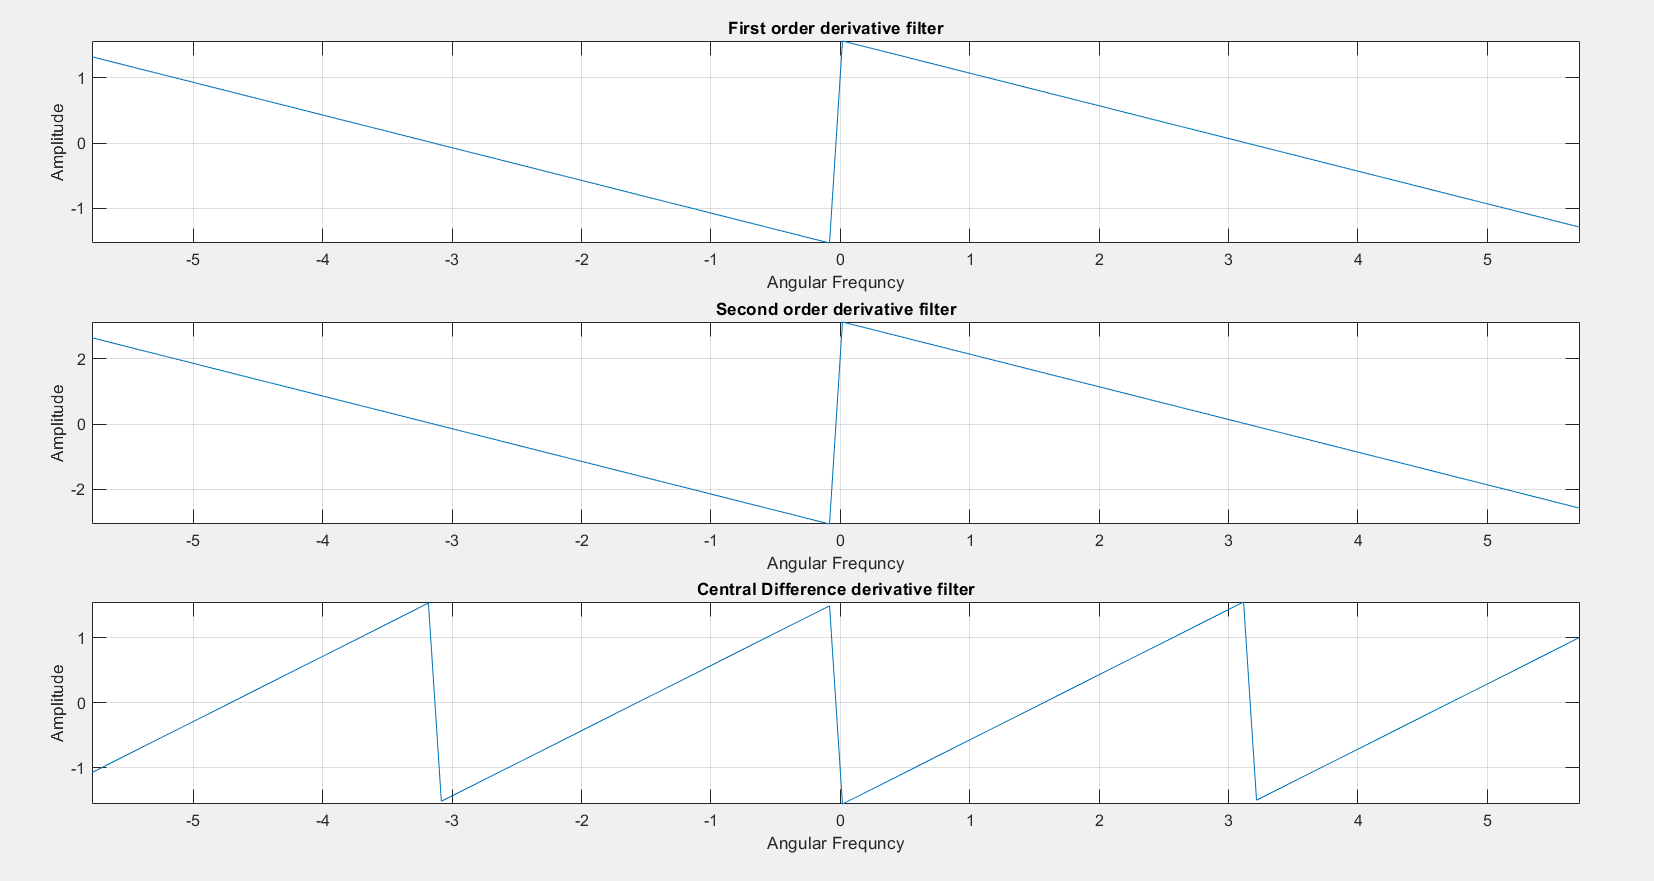 First order derivative filter
1
0
-1
Amplitude
-5 -4 -3 -2 -1 0 1 2 3 4 5
Angular Frequncy
Second order derivative filter
2
0
-2
Amplitude
-5 -4 -3 -2 -1 0 1 2 3 4 5
Angular Frequncy
Central Difference derivative filter
1
0
-1
Amplitude
-5 -4 -3 -2 -1 0 1 2 3 4 5
Angular Frequncy